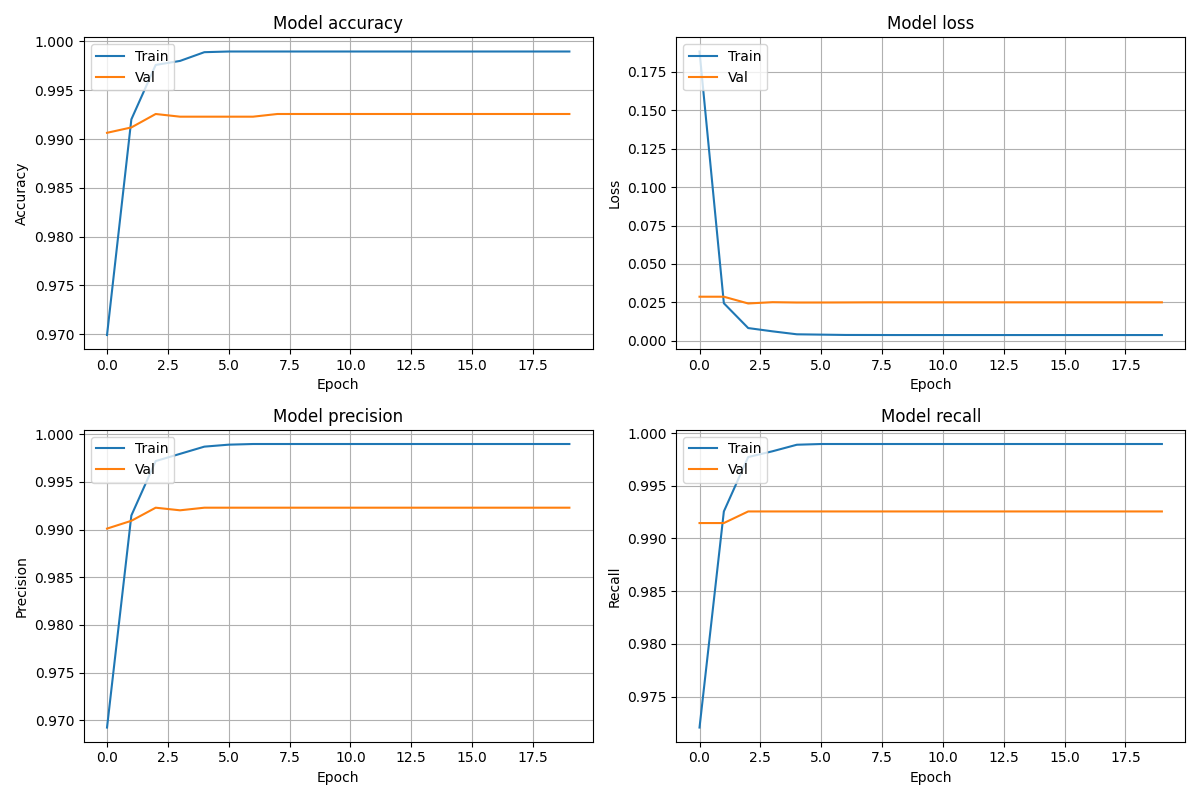 Model accuracy
Train
Val
1.000
0.995
0.990
0.985
0.980
0.975
0.970
Accuracy
0.0 2.5 5.0 7.5 10.0 12.5 15.0 17.5
Epoch
Model loss
Train
Val
0.175
0.150
0.125
0.100
0.075
0.050
0.025
0.000
Loss
0.0 2.5 5.0 7.5 10.0 12.5 15.0 17.5
Epoch
Model precision
Train
Val
1.000
0.995
0.990
0.985
0.980
0.975
0.970
Precision
0.0 2.5 5.0 7.5 10.0 12.5 15.0 17.5
Epoch
Model recall
Train
Val
1.000
0.995
0.990
0.985
0.980
0.975
Recall
0.0 2.5 5.0 7.5 10.0 12.5 15.0 17.5
Epoch